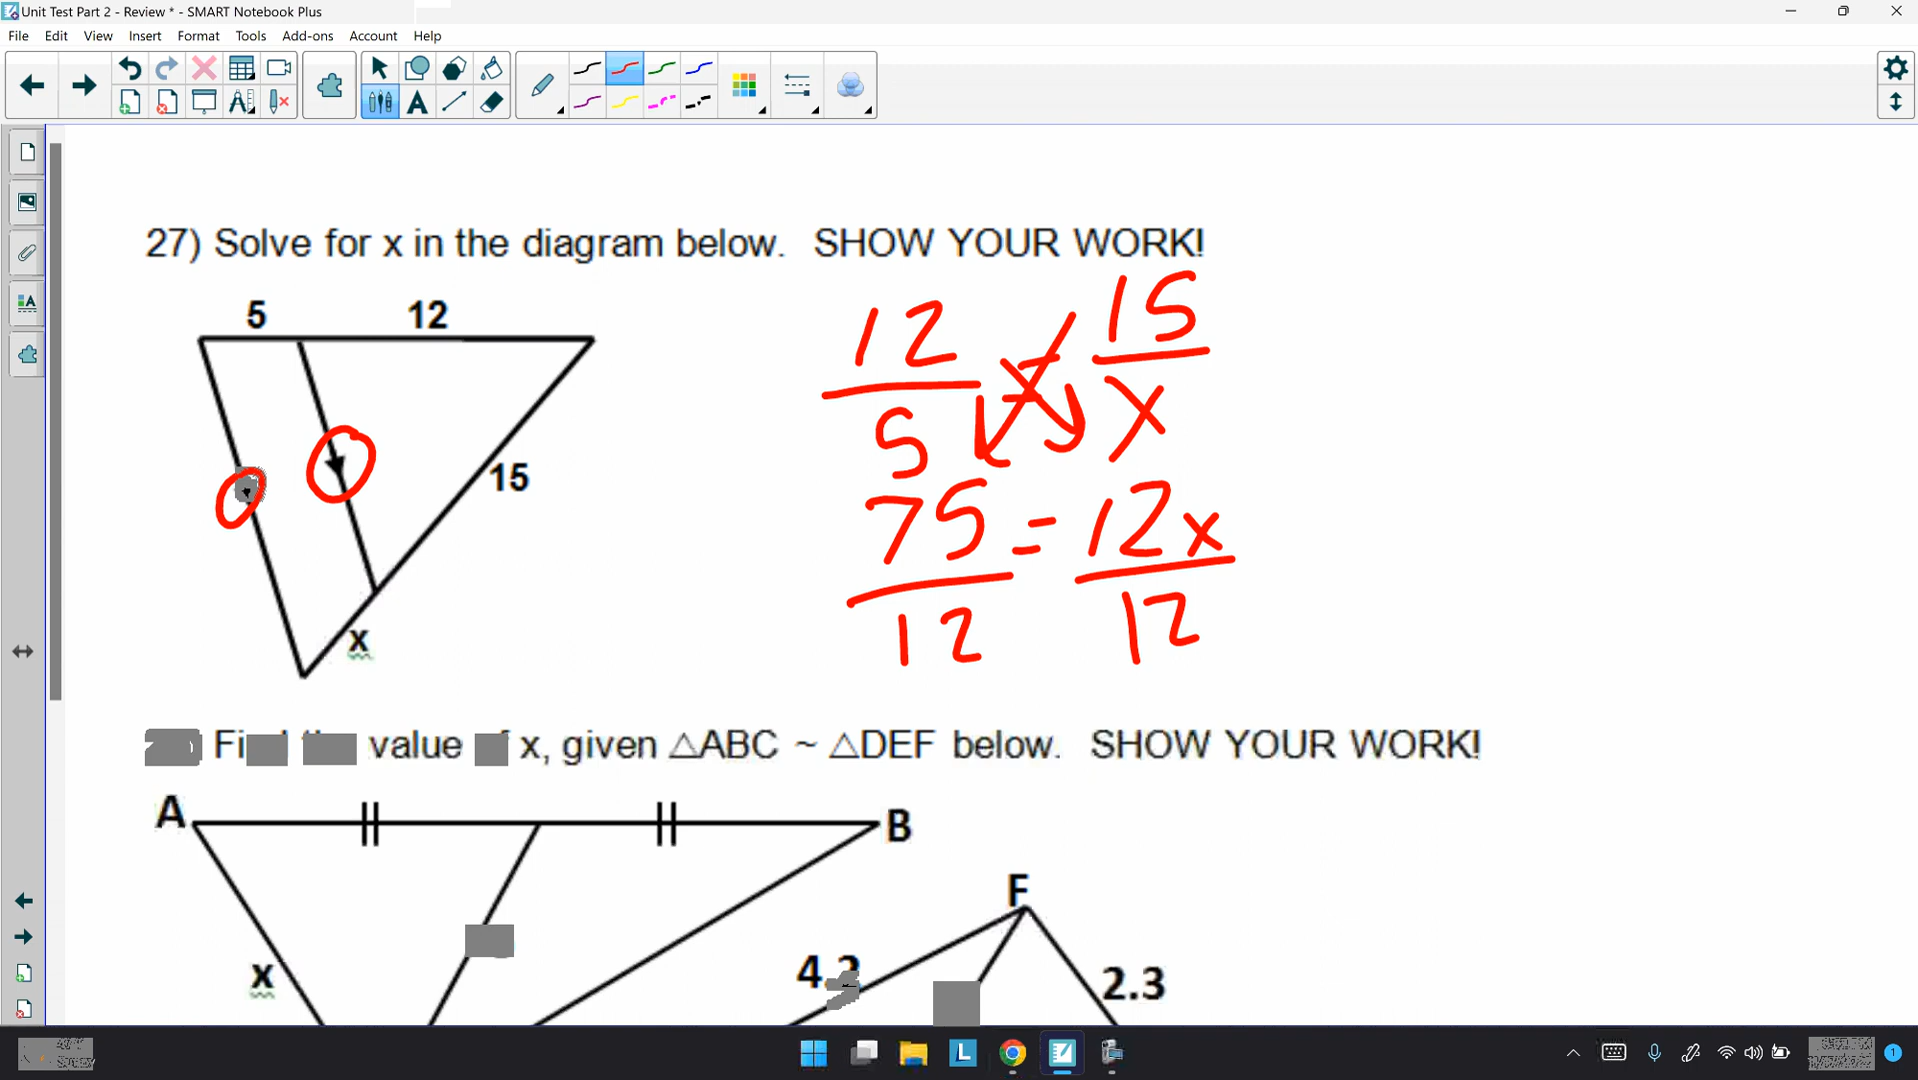 Unit Test Part 2 - Review * - SMART Notebook Plus
File Edit View Insert Format Tools Add-ons Account Help
27) Solve for x in the diagram below. SHOW YOUR WORK!
5 12
15
x
12 15
5 x
75 = 12x
12 12
value x, given △ABC ~ △DEF below. SHOW YOUR WORK!
A B
F
x 2.3
L
1